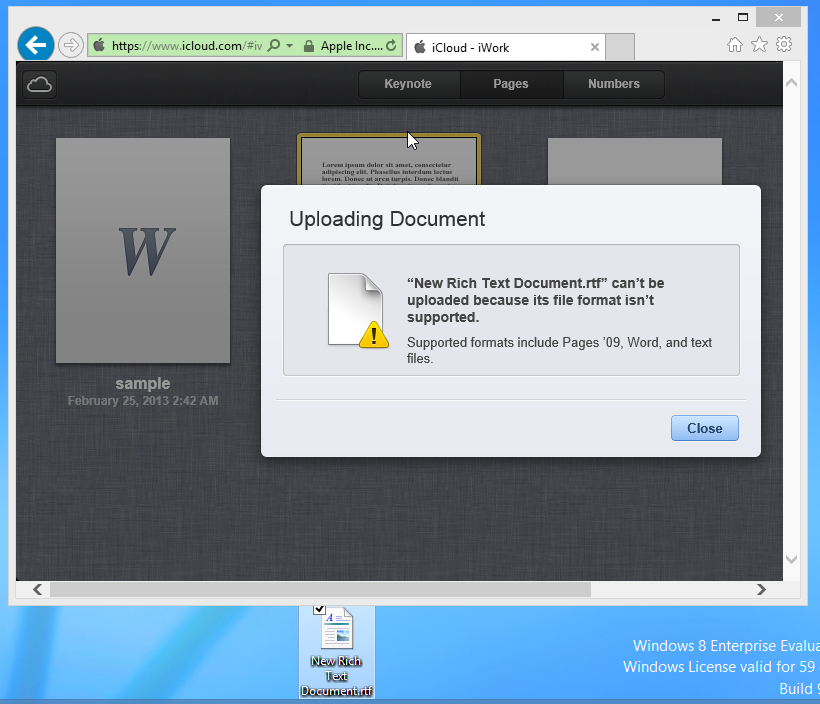 https://www.icloud.com/#iv
Apple Inc....
iCloud - iWork
Keynote
Pages
Numbers
Lorem ipsum dolor sit amet, consectetur
adipiscing elit. Phasellus interdum lectus
lorem. Donec ut arcu turpis. Donec blandit
W
sample
February 25, 2013 2:42 AM
Uploading Document
“New Rich Text Document.rtf” can’t be
uploaded because its file format isn’t
supported.
Supported formats include Pages ’09, Word, and text
files.
Close
New Rich
Text
Document.rtf
Windows 8 Enterprise Evalua
Windows License valid for 59
Build 9